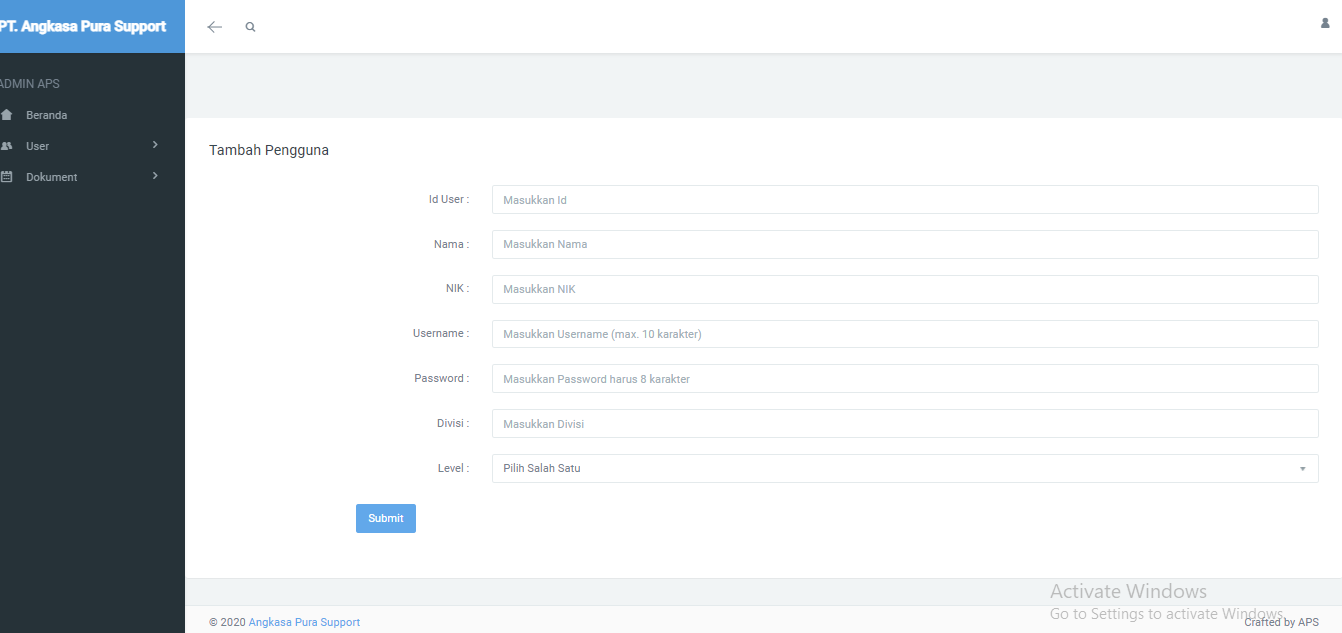 PT. Angkasa Pura Support
ADMIN APS
Beranda
User
Dokument
Tambah Pengguna
Id User : Masukkan Id
Nama : Masukkan Nama
NIK : Masukkan NIK
Username : Masukkan Username (max. 10 karakter)
Password : Masukkan Password harus 8 karakter
Divisi : Masukkan Divisi
Level : Pilih Salah Satu
Submit
Activate Windows
Go to Settings to activate Windows.
© 2020 Angkasa Pura Support
Crafted by APS